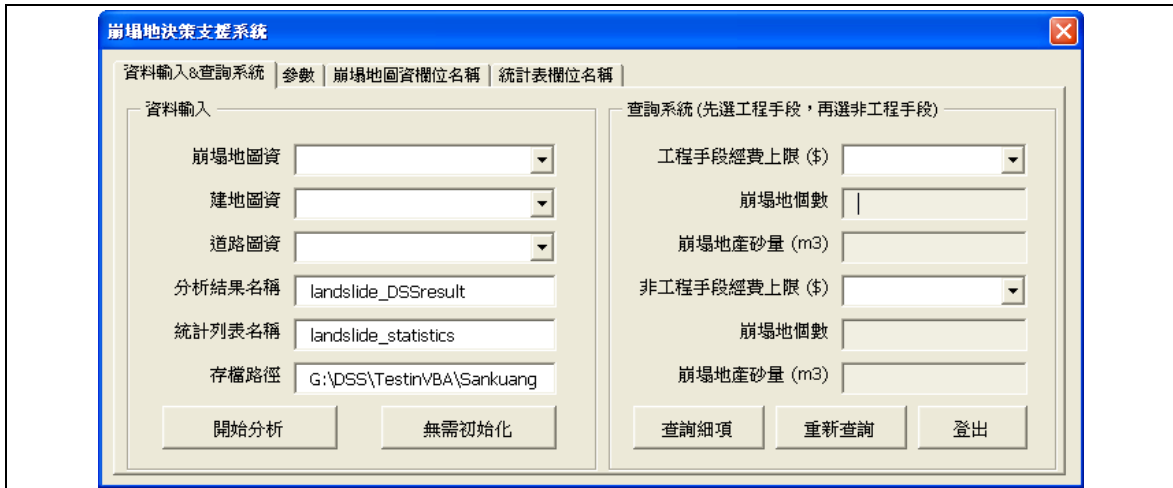 崩塌地決策支援系統
資料輸入&查詢系統 參數 崩塌地圖資欄位名稱 統計表欄位名稱
資料輸入
崩塌地圖資
建地圖資
道路圖資
分析結果名稱 landslide_DSSresult
統計列表名稱 landslide_statistics
存檔路徑 G:\DSS\TestinVBA\Sankuang
開始分析 無需初始化
查詢系統 (先選工程手段，再選非工程手段)
工程手段經費上限 ($)
崩塌地個數
崩塌地產砂量 (m3)
非工程手段經費上限 ($)
崩塌地個數
崩塌地產砂量 (m3)
查詢細項 重新查詢 登出